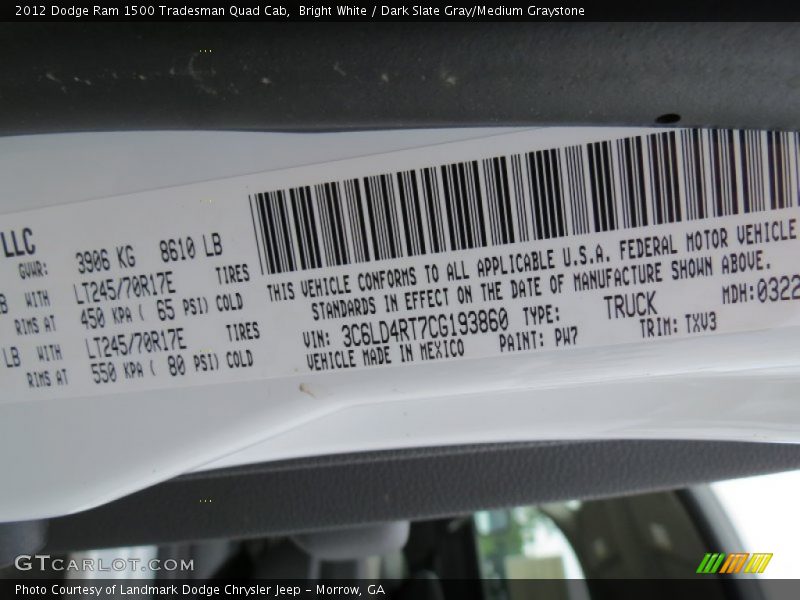 2012 Dodge Ram 1500 Tradesman Quad Cab,  Bright White / Dark Slate Gray/Medium Graystone
LLC
GVWR: 3906 KG 8610 LB
WITH LT245/70R17E TIRES
RIMS AT 450 KPA ( 65 PSI) COLD
LB WITH LT245/70R17E TIRES
RIMS AT 550 KPA ( 80 PSI) COLD
THIS VEHICLE CONFORMS TO ALL APPLICABLE U.S.A. FEDERAL MOTOR VEHICLE
STANDARDS IN EFFECT ON THE DATE OF MANUFACTURE SHOWN ABOVE.
VIN: 3C6LD4RT7CG193860 TYPE: TRUCK MDH: 0322
VEHICLE MADE IN MEXICO PAINT: PW7 TRIM: TXV3
GTCARLOT.COM
Photo Courtesy of Landmark Dodge Chrysler Jeep - Morrow, GA